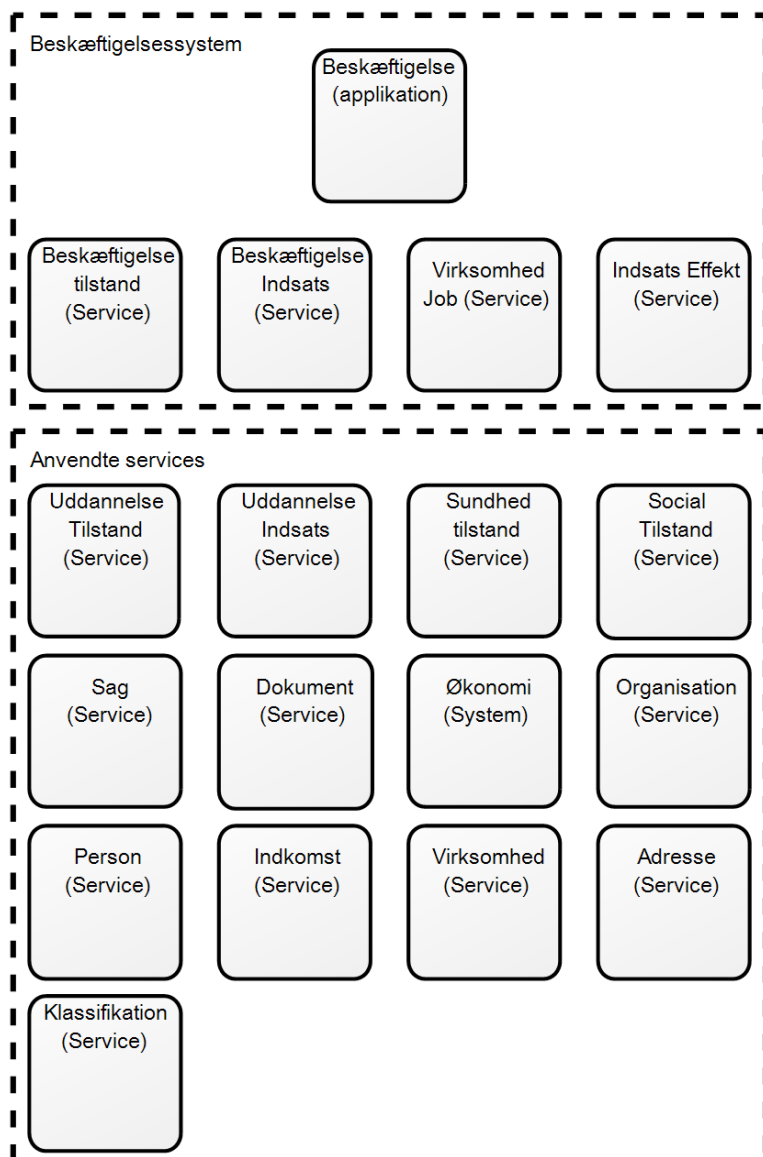 Beskæftigelsessystem
Beskæftigelse
(applikation)
Beskæftigelse
tilstand
(Service)
Beskæftigelse
Indsats
(Service)
Virksomhed
Job (Service)
Indsats Effekt
(Service)
Anvendte services
Uddannelse
Tilstand
(Service)
Uddannelse
Indsats
(Service)
Sundhed
tilstand
(Service)
Social
Tilstand
(Service)
Sag
(Service)
Dokument
(Service)
Økonomi
(System)
Organisation
(Service)
Person
(Service)
Indkomst
(Service)
Virksomhed
(Service)
Adresse
(Service)
Klassifikation
(Service)